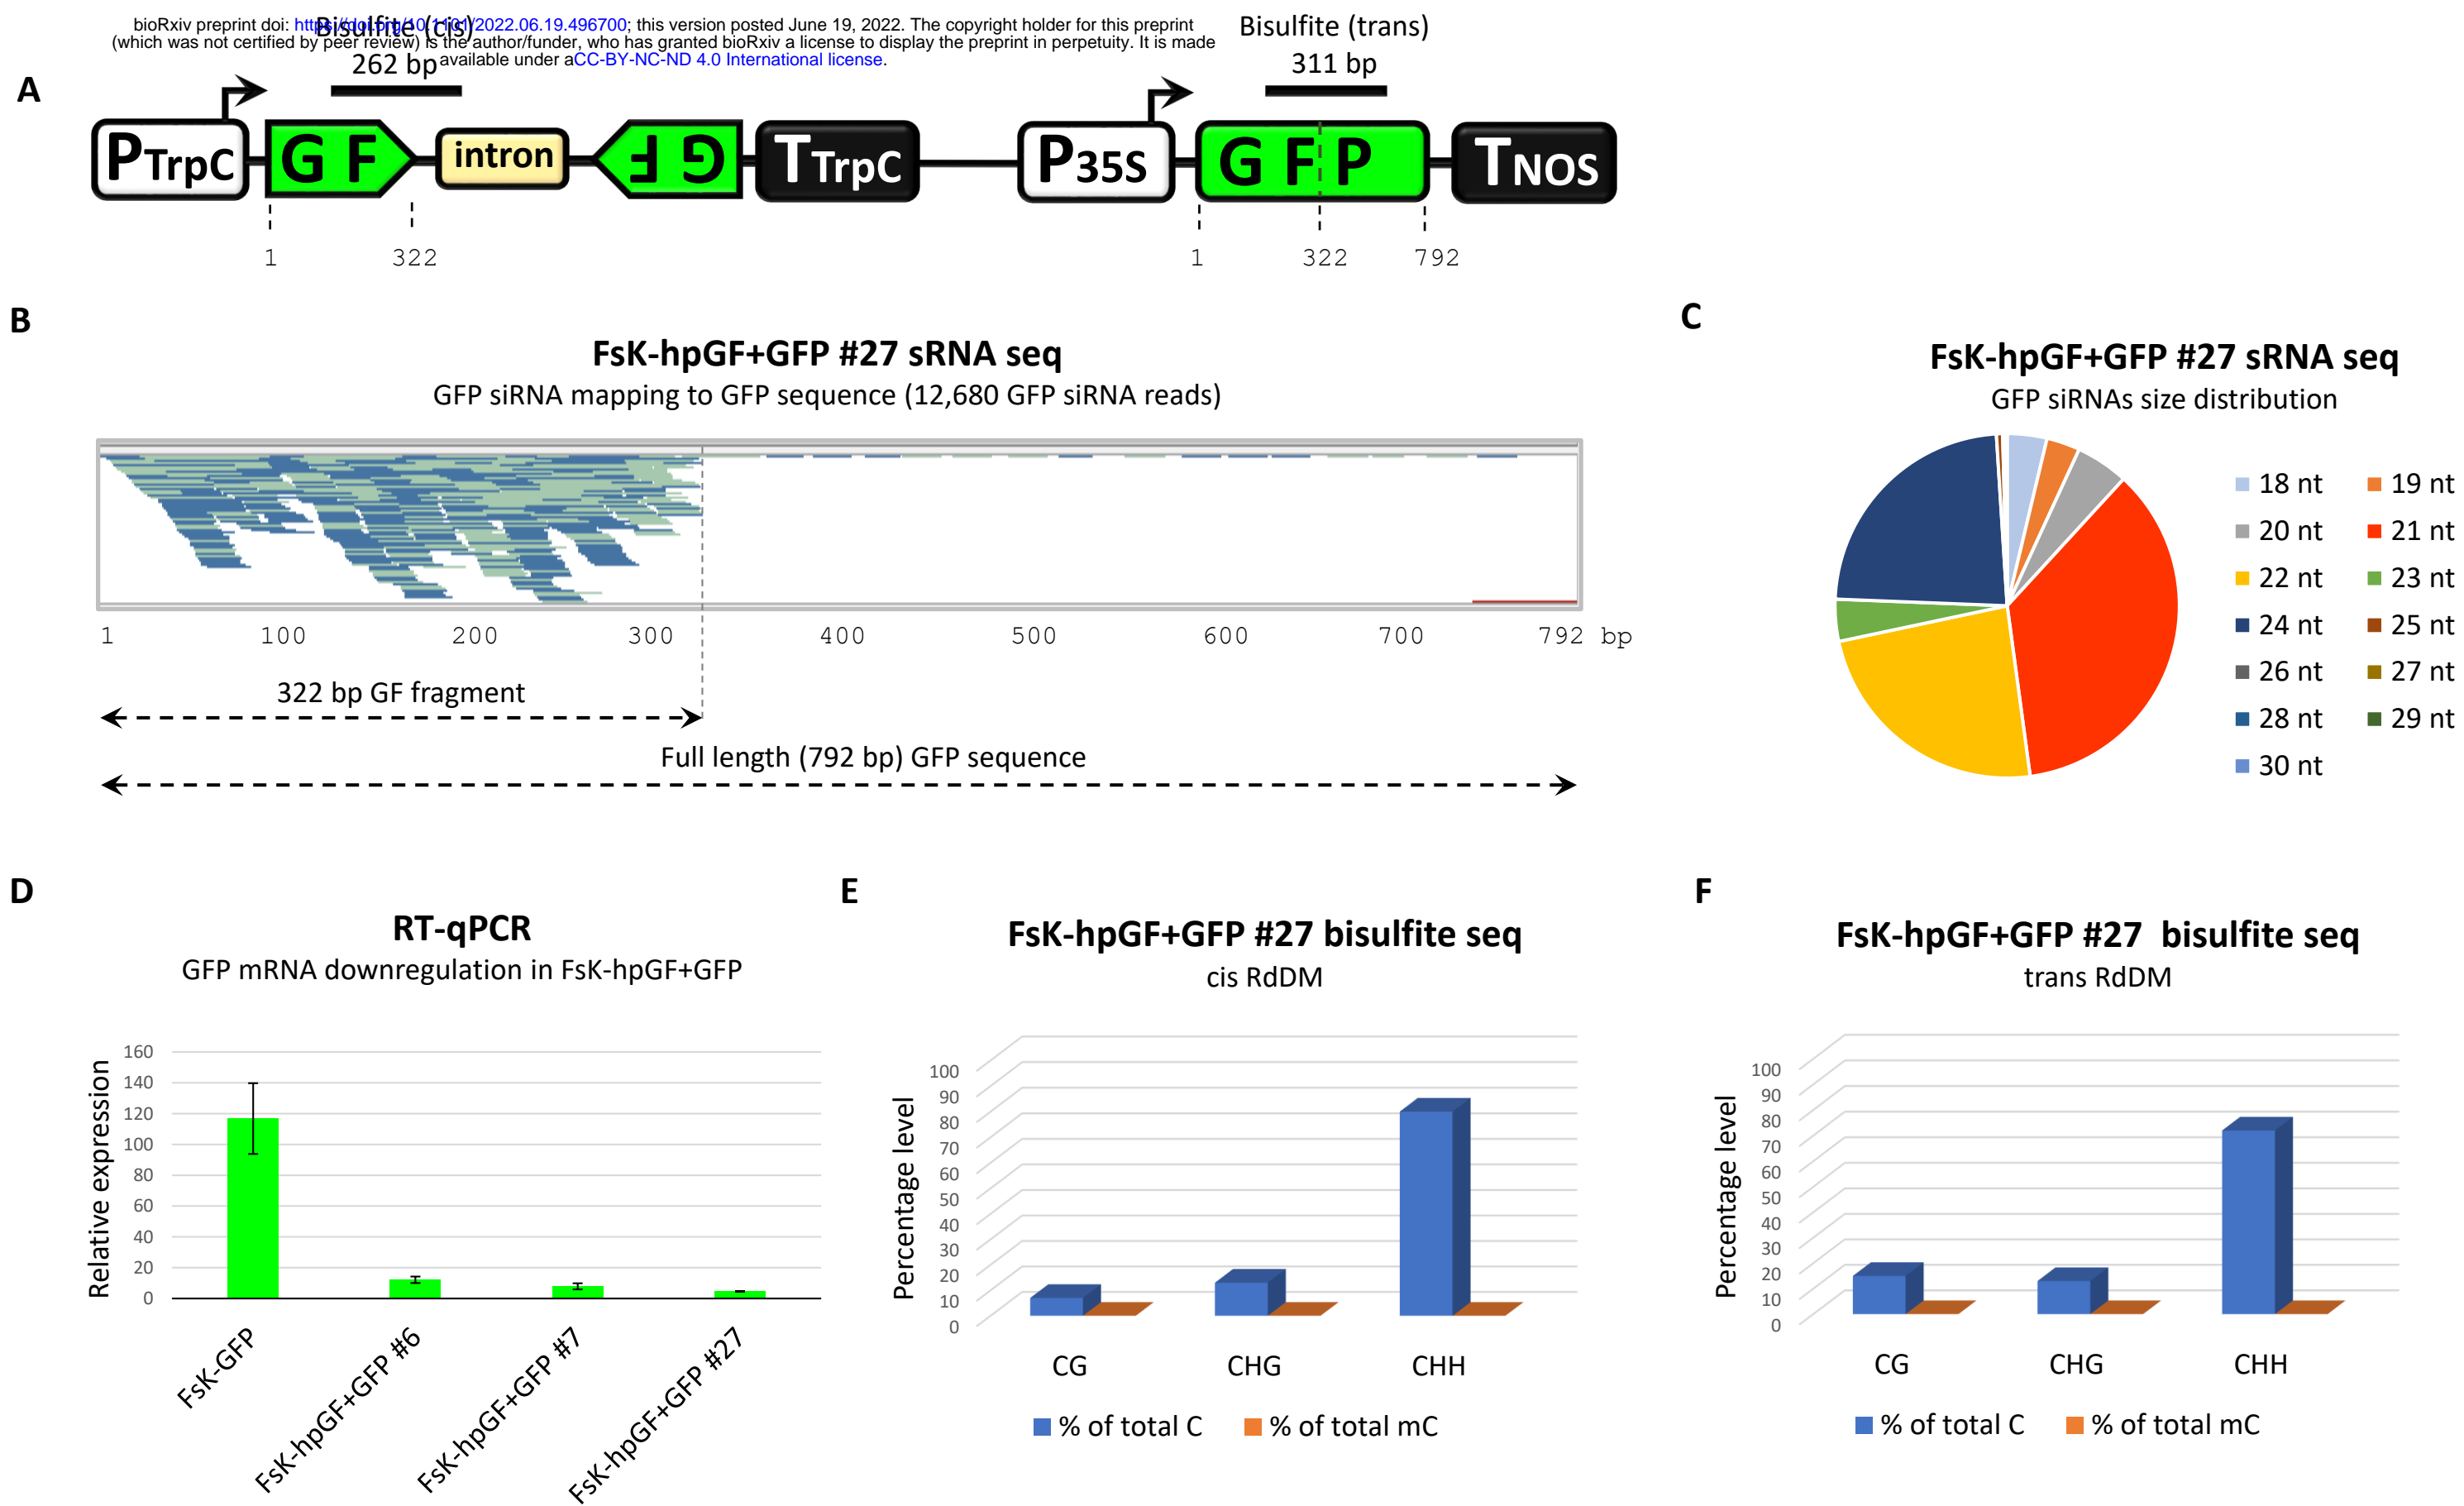 bioRxiv preprint doi: https://doi.org/10.1101/2022.06.19.496700; this version posted June 19, 2022. The copyright holder for this preprint
(which was not certified by peer review) is the author/funder, who has granted bioRxiv a license to display the preprint in perpetuity. It is made
available under aCC-BY-NC-ND 4.0 International license.
Bisulfite (cis)
262 bp
Bisulfite (trans)
311 bp
A
PTrpC
G F
intron
G F
TTrpC
P35S
G F P
TNOS
1
322
1
322
792
B
FsK-hpGF+GFP #27 sRNA seq
GFP siRNA mapping to GFP sequence (12,680 GFP siRNA reads)
1 100 200 300 400 500 600 700 792 bp
322 bp GF fragment
Full length (792 bp) GFP sequence
C
FsK-hpGF+GFP #27 sRNA seq
GFP siRNAs size distribution
18 nt 19 nt
20 nt 21 nt
22 nt 23 nt
24 nt 25 nt
26 nt 27 nt
28 nt 29 nt
30 nt
D
RT-qPCR
GFP mRNA downregulation in FsK-hpGF+GFP
Relative expression
160
140
120
100
80
60
40
20
0
FsK-GFP
FsK-hpGF+GFP #6
FsK-hpGF+GFP #7
FsK-hpGF+GFP #27
E
FsK-hpGF+GFP #27 bisulfite seq
cis RdDM
Percentage level
100
90
80
70
60
50
40
30
20
10
0
CG CHG CHH
% of total C % of total mC
F
FsK-hpGF+GFP #27 bisulfite seq
trans RdDM
Percentage level
100
90
80
70
60
50
40
30
20
10
0
CG CHG CHH
% of total C % of total mC